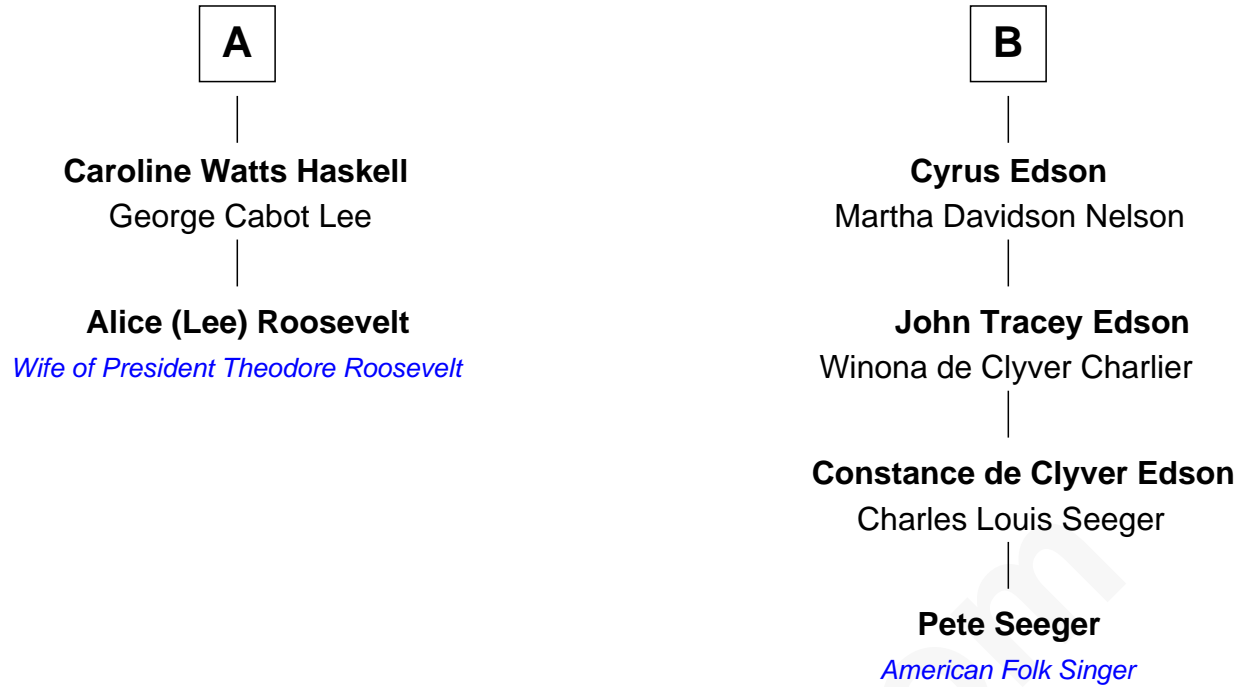 A
Caroline Watts Haskell
George Cabot Lee
Alice (Lee) Roosevelt
Wife of President Theodore Roosevelt
B
Cyrus Edson
Martha Davidson Nelson
John Tracey Edson
Winona de Clyver Charlier
Constance de Clyver Edson
Charles Louis Seeger
Pete Seeger
American Folk Singer